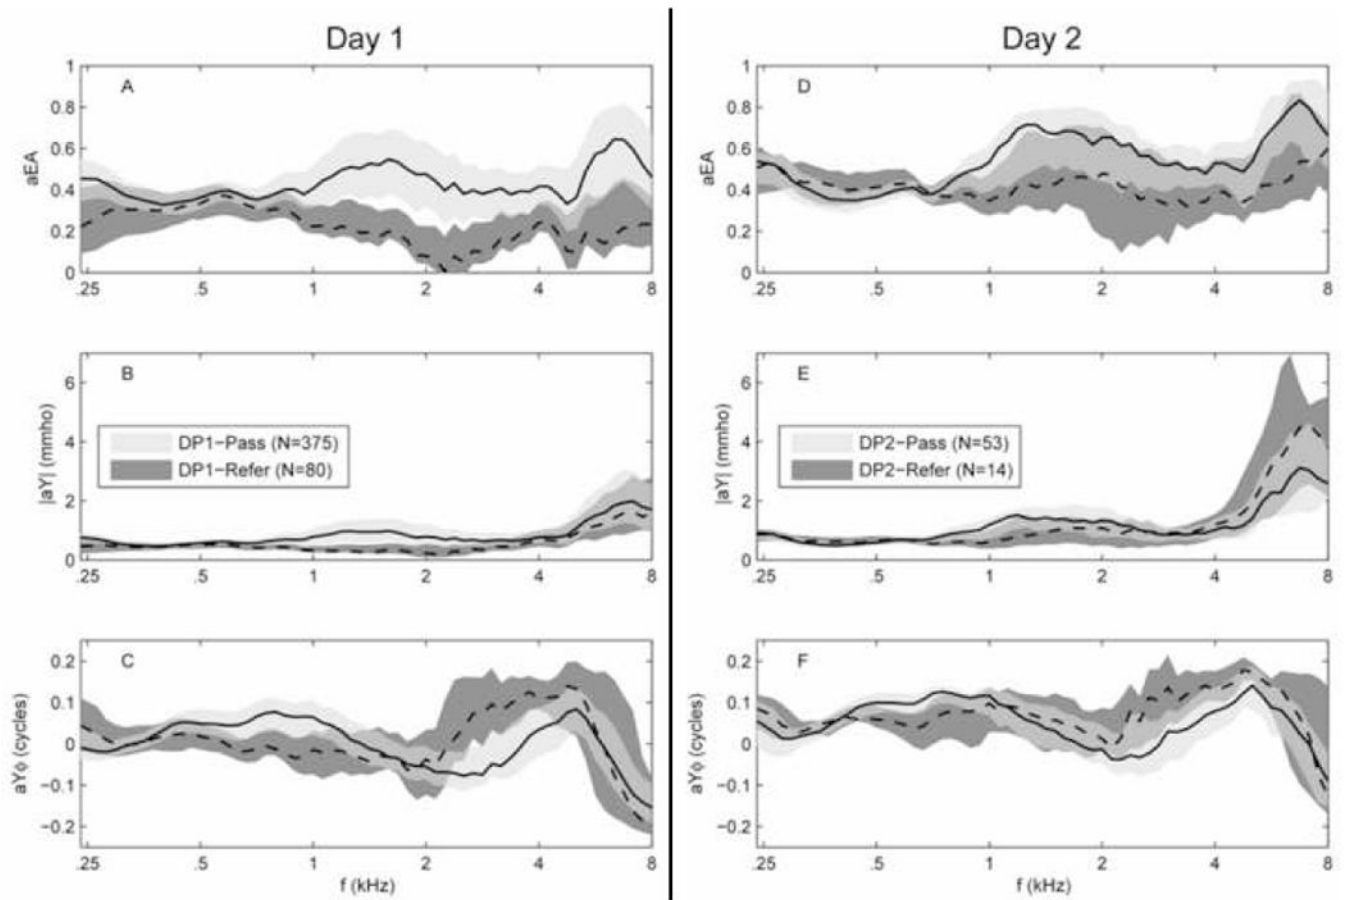 Day 1
Day 2
A
aEA
1
0.8
0.6
0.4
0.2
0
.25 .5 1 2 4 8
D
aEA
1
0.8
0.6
0.4
0.2
0
.25 .5 1 2 4 8
B
|aY| (mmho)
6
4
2
0
DP1−Pass (N=375)
DP1−Refer (N=80)
.25 .5 1 2 4 8
E
|aY| (mmho)
6
4
2
0
DP2−Pass (N=53)
DP2−Refer (N=14)
.25 .5 1 2 4 8
C
aYϕ (cycles)
0.2
0.1
0
−0.1
−0.2
.25 .5 1 2 4 8
f (kHz)
F
aYϕ (cycles)
0.2
0.1
0
−0.1
−0.2
.25 .5 1 2 4 8
f (kHz)